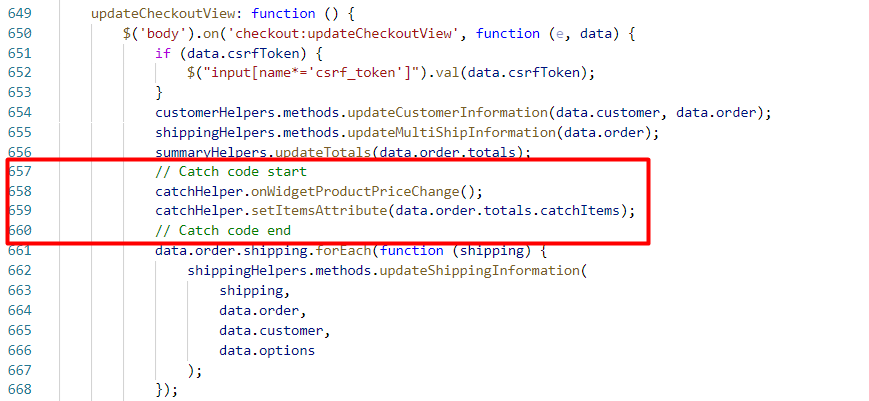 649 updateCheckoutView: function () {
650 $('body').on('checkout:updateCheckoutView', function (e, data) {
651 if (data.csrfToken) {
652 $("input[name*='csrf_token']").val(data.csrfToken);
653 }
654 customerHelpers.methods.updateCustomerInformation(data.customer, data.order);
655 shippingHelpers.methods.updateMultiShipInformation(data.order);
656 summaryHelpers.updateTotals(data.order.totals);
657 // Catch code start
658 catchHelper.onWidgetProductPriceChange();
659 catchHelper.setItemsAttribute(data.order.totals.catchItems);
660 // Catch code end
661 data.order.shipping.forEach(function (shipping) {
662 shippingHelpers.methods.updateShippingInformation(
663 shipping,
664 data.order,
665 data.customer,
666 data.options
667 );
668 });